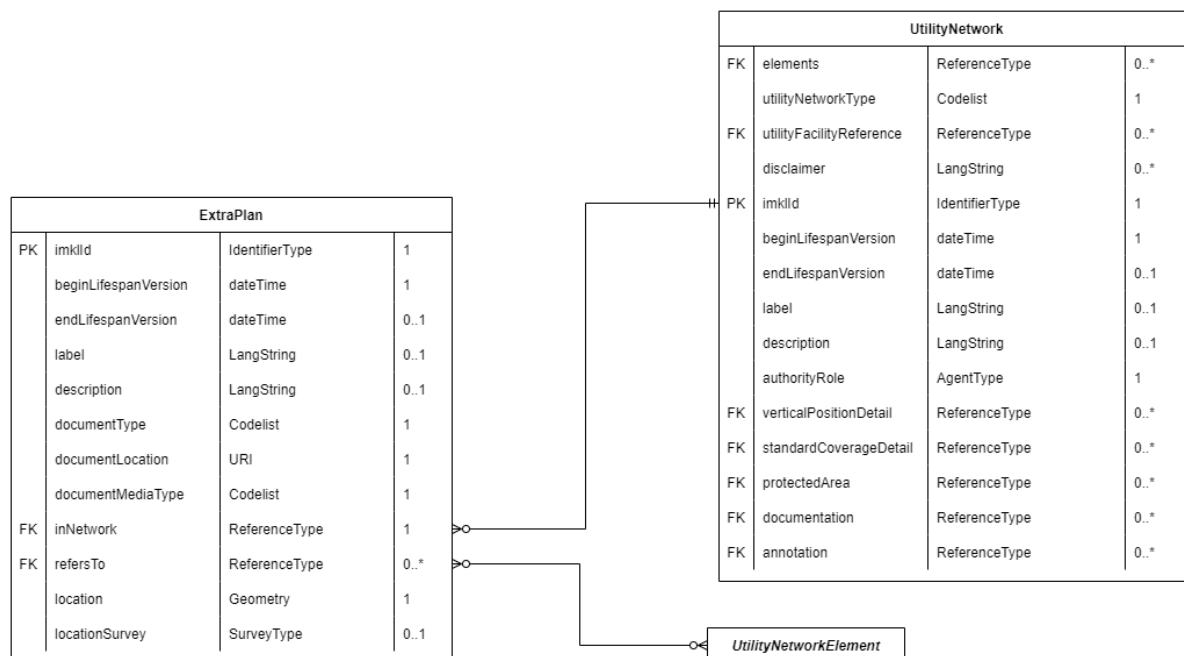 UtilityNetwork
FK elements ReferenceType 0..*
utilityNetworkType Codelist 1
FK utilityFacilityReference ReferenceType 0..*
disclaimer LangString 0..*
PK imklId IdentifierType 1
beginLifespanVersion dateTime 1
endLifespanVersion dateTime 0..1
label LangString 0..1
description LangString 0..1
authorityRole AgentType 1
FK verticalPositionDetail ReferenceType 0..*
FK standardCoverageDetail ReferenceType 0..*
FK protectedArea ReferenceType 0..*
FK documentation ReferenceType 0..*
FK annotation ReferenceType 0..*
ExtraPlan
PK imklId IdentifierType 1
beginLifespanVersion dateTime 1
endLifespanVersion dateTime 0..1
label LangString 0..1
description LangString 0..1
documentType Codelist 1
documentLocation URI 1
documentMediaType Codelist 1
FK inNetwork ReferenceType 1
FK refersTo ReferenceType 0..*
location Geometry 1
locationSurvey SurveyType 0..1
UtilityNetworkElement